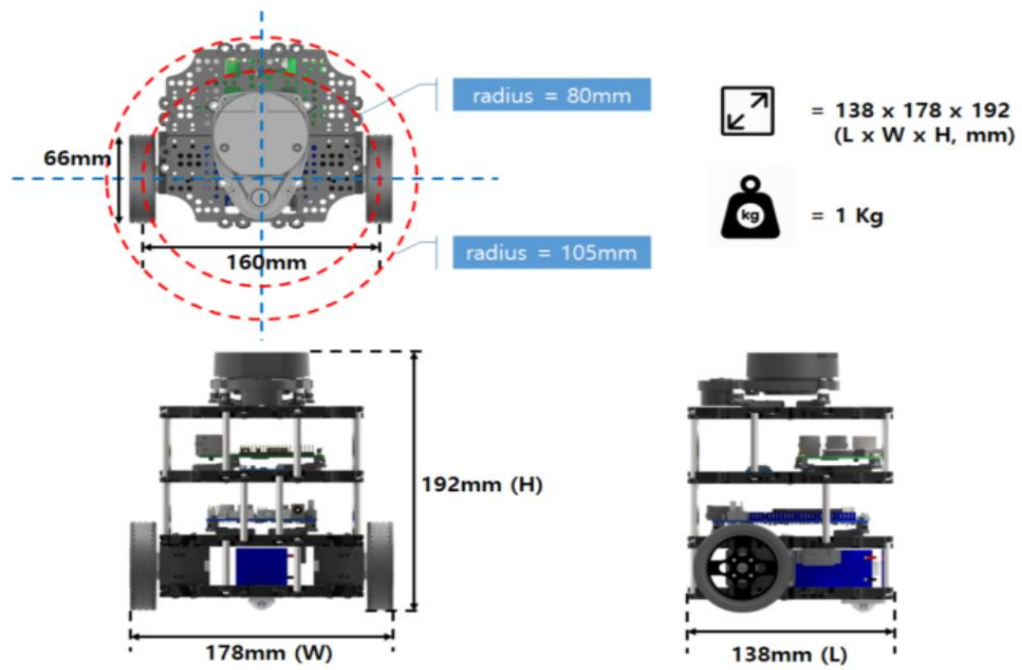 radius = 80mm
= 138 x 178 x 192
(L x W x H, mm)
66mm
kg
= 1 Kg
radius = 105mm
160mm
192mm (H)
178mm (W)
138mm (L)